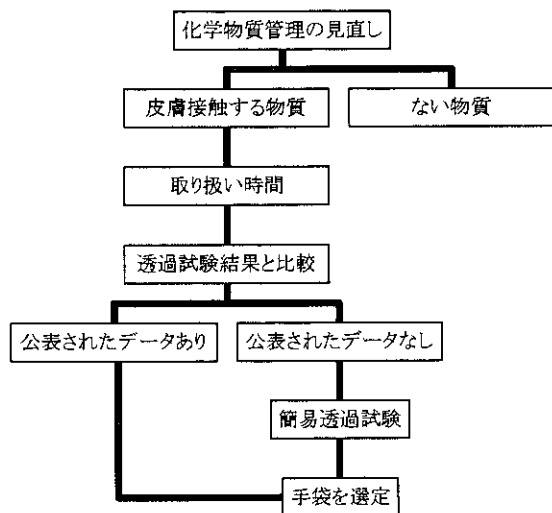 化学物質管理の見直し
皮膚接触する物質
ない物質
取り扱い時間
透過試験結果と比較
公表されたデータあり
公表されたデータなし
簡易透過試験
手袋を選定